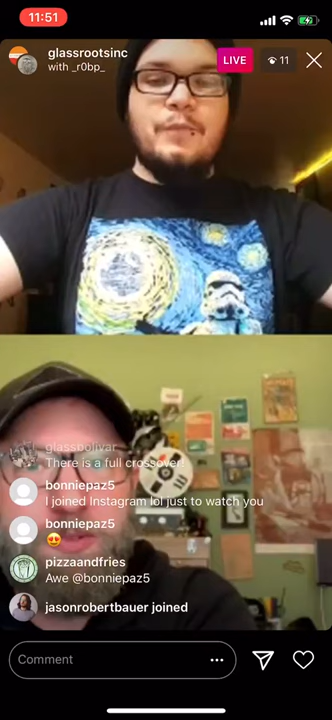 11:51
glassrootsinc
with _r0bp_
LIVE
11
glassbolivar
There is a full crossover!
bonniepaz5
I joined Instagram lol just to watch you
bonniepaz5
😍
pizzaandfries
Awe @bonniepaz5
jasonrobertbauer joined
Comment